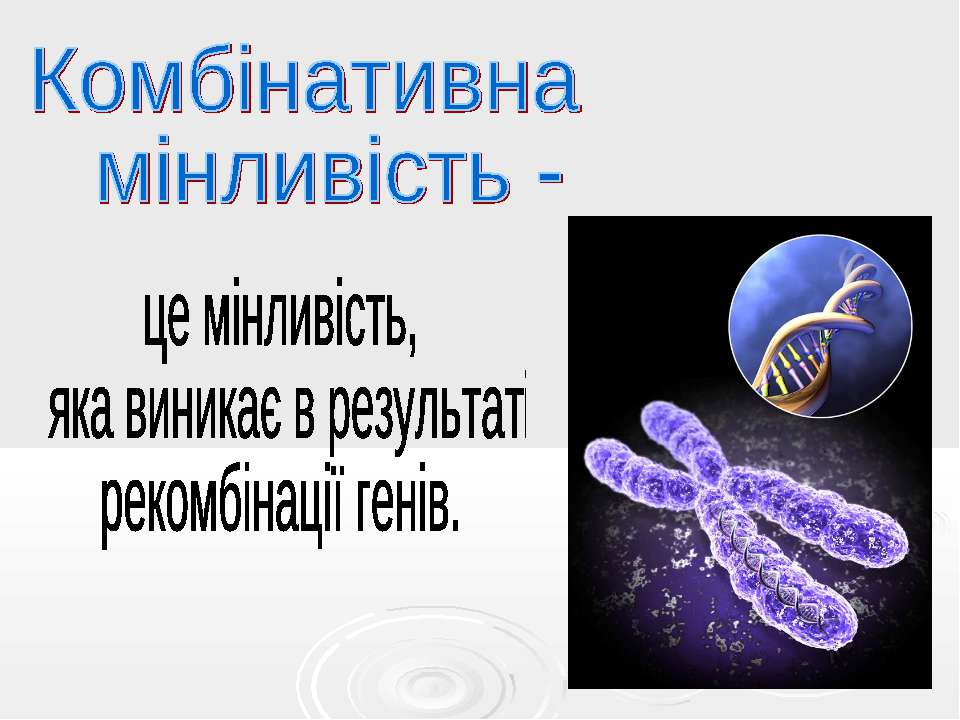 Комбінативна
мінливість -
це мінливість,
яка виникає в результаті
рекомбінації генів.